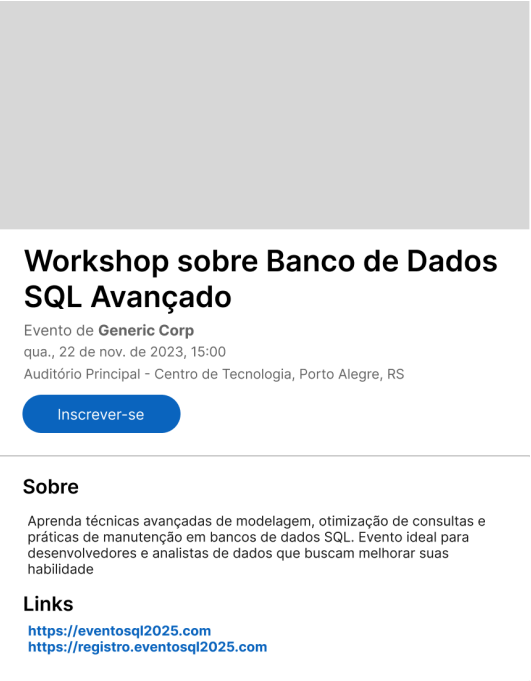 Workshop sobre Banco de Dados
SQL Avançado
Evento de Generic Corp
qua., 22 de nov. de 2023, 15:00
Auditório Principal - Centro de Tecnologia, Porto Alegre, RS
Inscrever-se
Sobre
Aprenda técnicas avançadas de modelagem, otimização de consultas e
práticas de manutenção em bancos de dados SQL. Evento ideal para
desenvolvedores e analistas de dados que buscam melhorar suas
habilidade
Links
https://eventosql2025.com
https://registro.eventosql2025.com